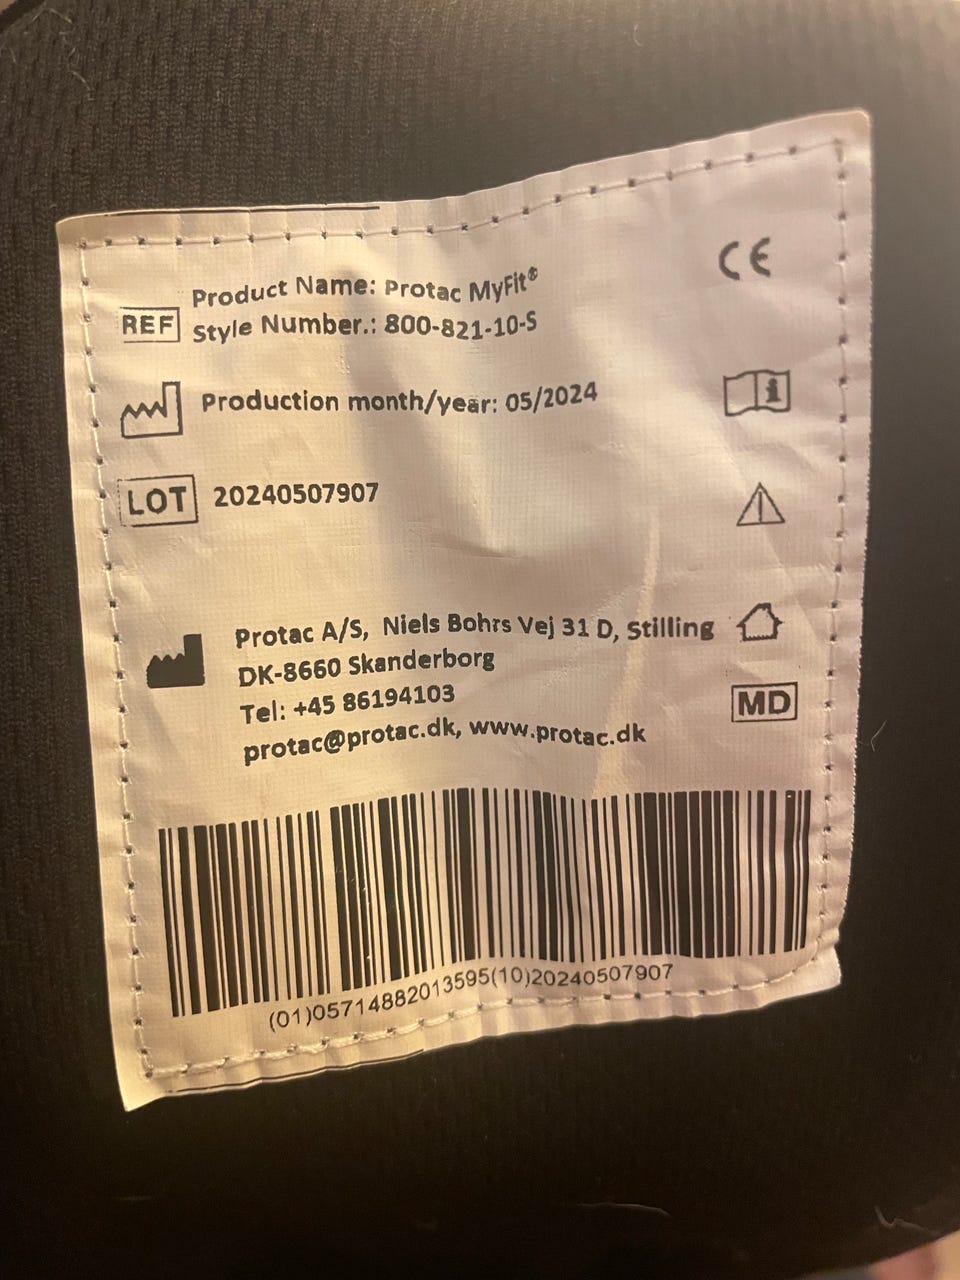 Product Name: Protac MyFit®
REF Style Number.: 800-821-10-S
CE
Production month/year: 05/2024
LOT 20240507907
Protac A/S, Niels Bohrs Vej 31 D, Stilling
DK-8660 Skanderborg
Tel: +45 86194103
MD
protac@protac.dk, www.protac.dk
(01)05714882013595(10)20240507907